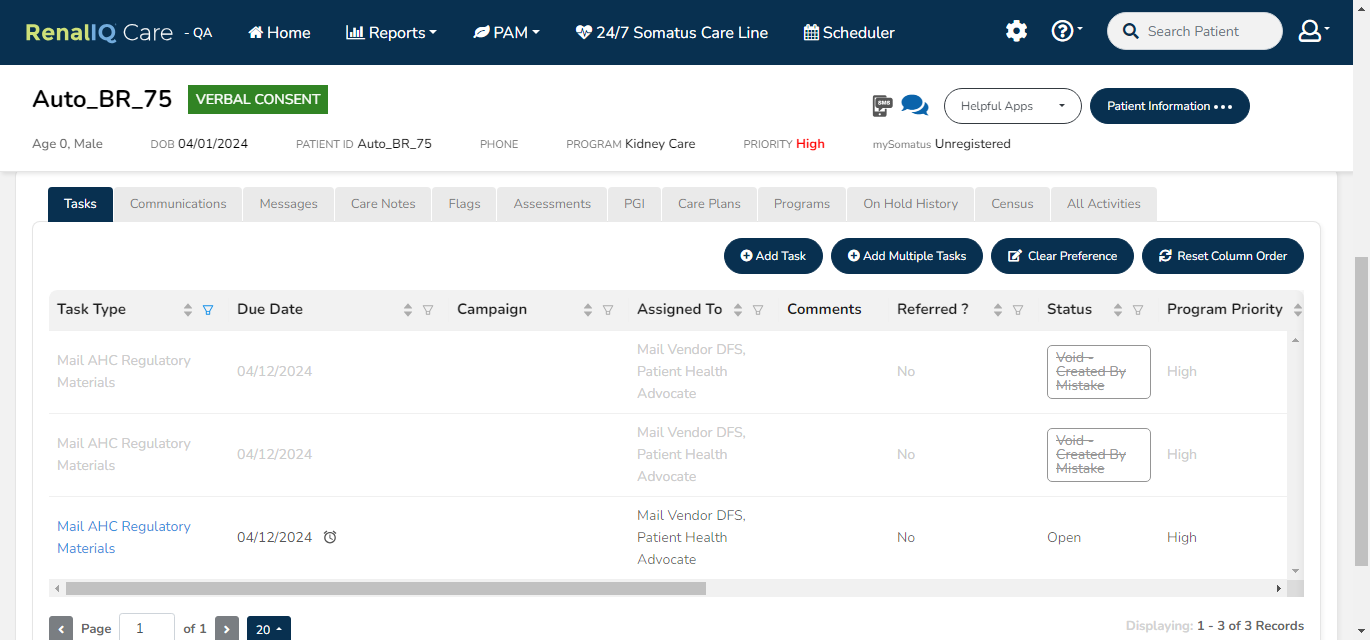 RenalIQ Care - QA Home Reports PAM 24/7 Somatus Care Line Scheduler Search Patient
Auto_BR_75 VERBAL CONSENT SMS Helpful Apps Patient Information
Age 0, Male DOB 04/01/2024 PATIENT ID Auto_BR_75 PHONE PROGRAM Kidney Care PRIORITY High mySomatus Unregistered
Tasks Communications Messages Care Notes Flags Assessments PGI Care Plans Programs On Hold History Census All Activities
Add Task Add Multiple Tasks Clear Preference Reset Column Order
Task Type Due Date Campaign Assigned To Comments Referred ? Status Program Priority
Mail AHC Regulatory
Materials
04/12/2024
Mail Vendor DFS,
Patient Health
Advocate
No
Void -
Created By
Mistake
High
Mail AHC Regulatory
Materials
04/12/2024
Mail Vendor DFS,
Patient Health
Advocate
No
Void -
Created By
Mistake
High
Mail AHC Regulatory
Materials
04/12/2024
Mail Vendor DFS,
Patient Health
Advocate
No
Open
High
Page 1 of 1 20 Displaying: 1 - 3 of 3 Records